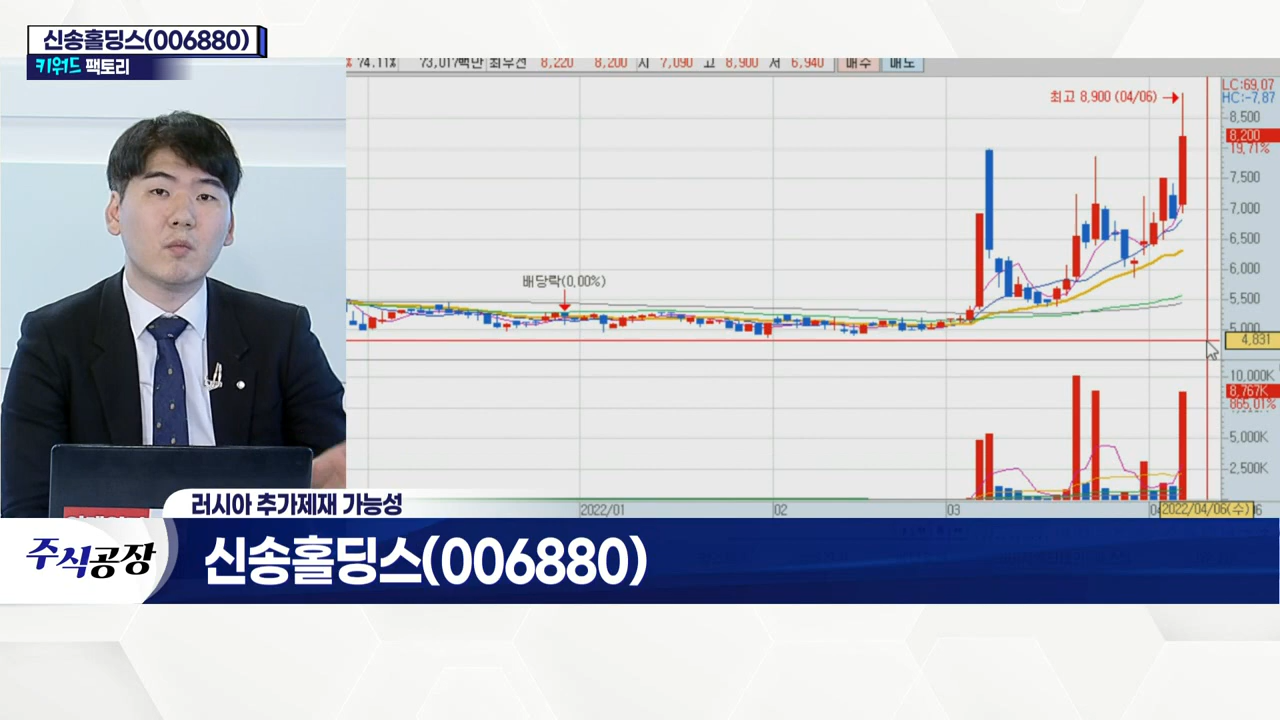 신송홀딩스(006880)
키워드 팩토리
74.11% 73,017백만 최우선 8,220 8,200 시 7,090 고 8,900 저 6,940 매수 매도
최고 8,900 (04/06)
LC:69.07
HC:-7.87
8,500
8,200
19.71%
7,500
7,000
6,500
6,000
배당락(0.00%)
5,500
5,000
4,831
10,000K
8,767K
865.01%
5,000K
2,500K
2022/01
02
03
04
2022/04/06(수)
러시아 추가제재 가능성
주식공장
신송홀딩스(006880)